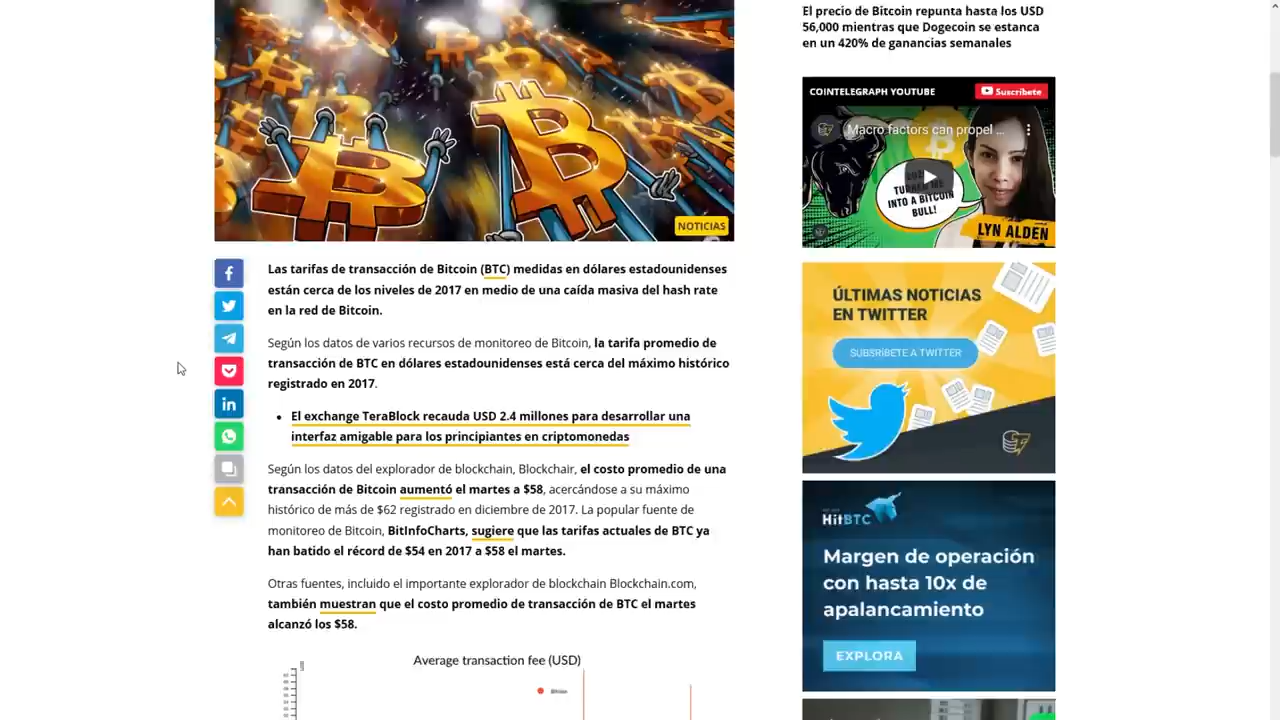 El precio de Bitcoin repunta hasta los USD
56,000 mientras que Dogecoin se estanca
en un 420% de ganancias semanales
COINTELEGRAPH YOUTUBE
Suscríbete
Macro factors can propel ...
TURNED ME
INTO A BITCOIN
BULL!
LYN ALDEN
NOTICIAS
Las tarifas de transacción de Bitcoin (BTC) medidas en dólares estadounidenses
están cerca de los niveles de 2017 en medio de una caída masiva del hash rate
en la red de Bitcoin.
Según los datos de varios recursos de monitoreo de Bitcoin, la tarifa promedio de
transacción de BTC en dólares estadounidenses está cerca del máximo histórico
registrado en 2017.
• El exchange TeraBlock recauda USD 2.4 millones para desarrollar una
interfaz amigable para los principiantes en criptomonedas
Según los datos del explorador de blockchain, Blockchair, el costo promedio de una
transacción de Bitcoin aumentó el martes a $58, acercándose a su máximo
histórico de más de $62 registrado en diciembre de 2017. La popular fuente de
monitoreo de Bitcoin, BitInfoCharts, sugiere que las tarifas actuales de BTC ya
han batido el récord de $54 en 2017 a $58 el martes.
Otras fuentes, incluido el importante explorador de blockchain Blockchain.com,
también muestran que el costo promedio de transacción de BTC el martes
alcanzó los $58.
Average transaction fee (USD)
Bitcoin
ÚLTIMAS NOTICIAS
EN TWITTER
SUBSRÍBETE A TWITTER
HitBTC
Margen de operación
con hasta 10x de
apalancamiento
EXPLORA